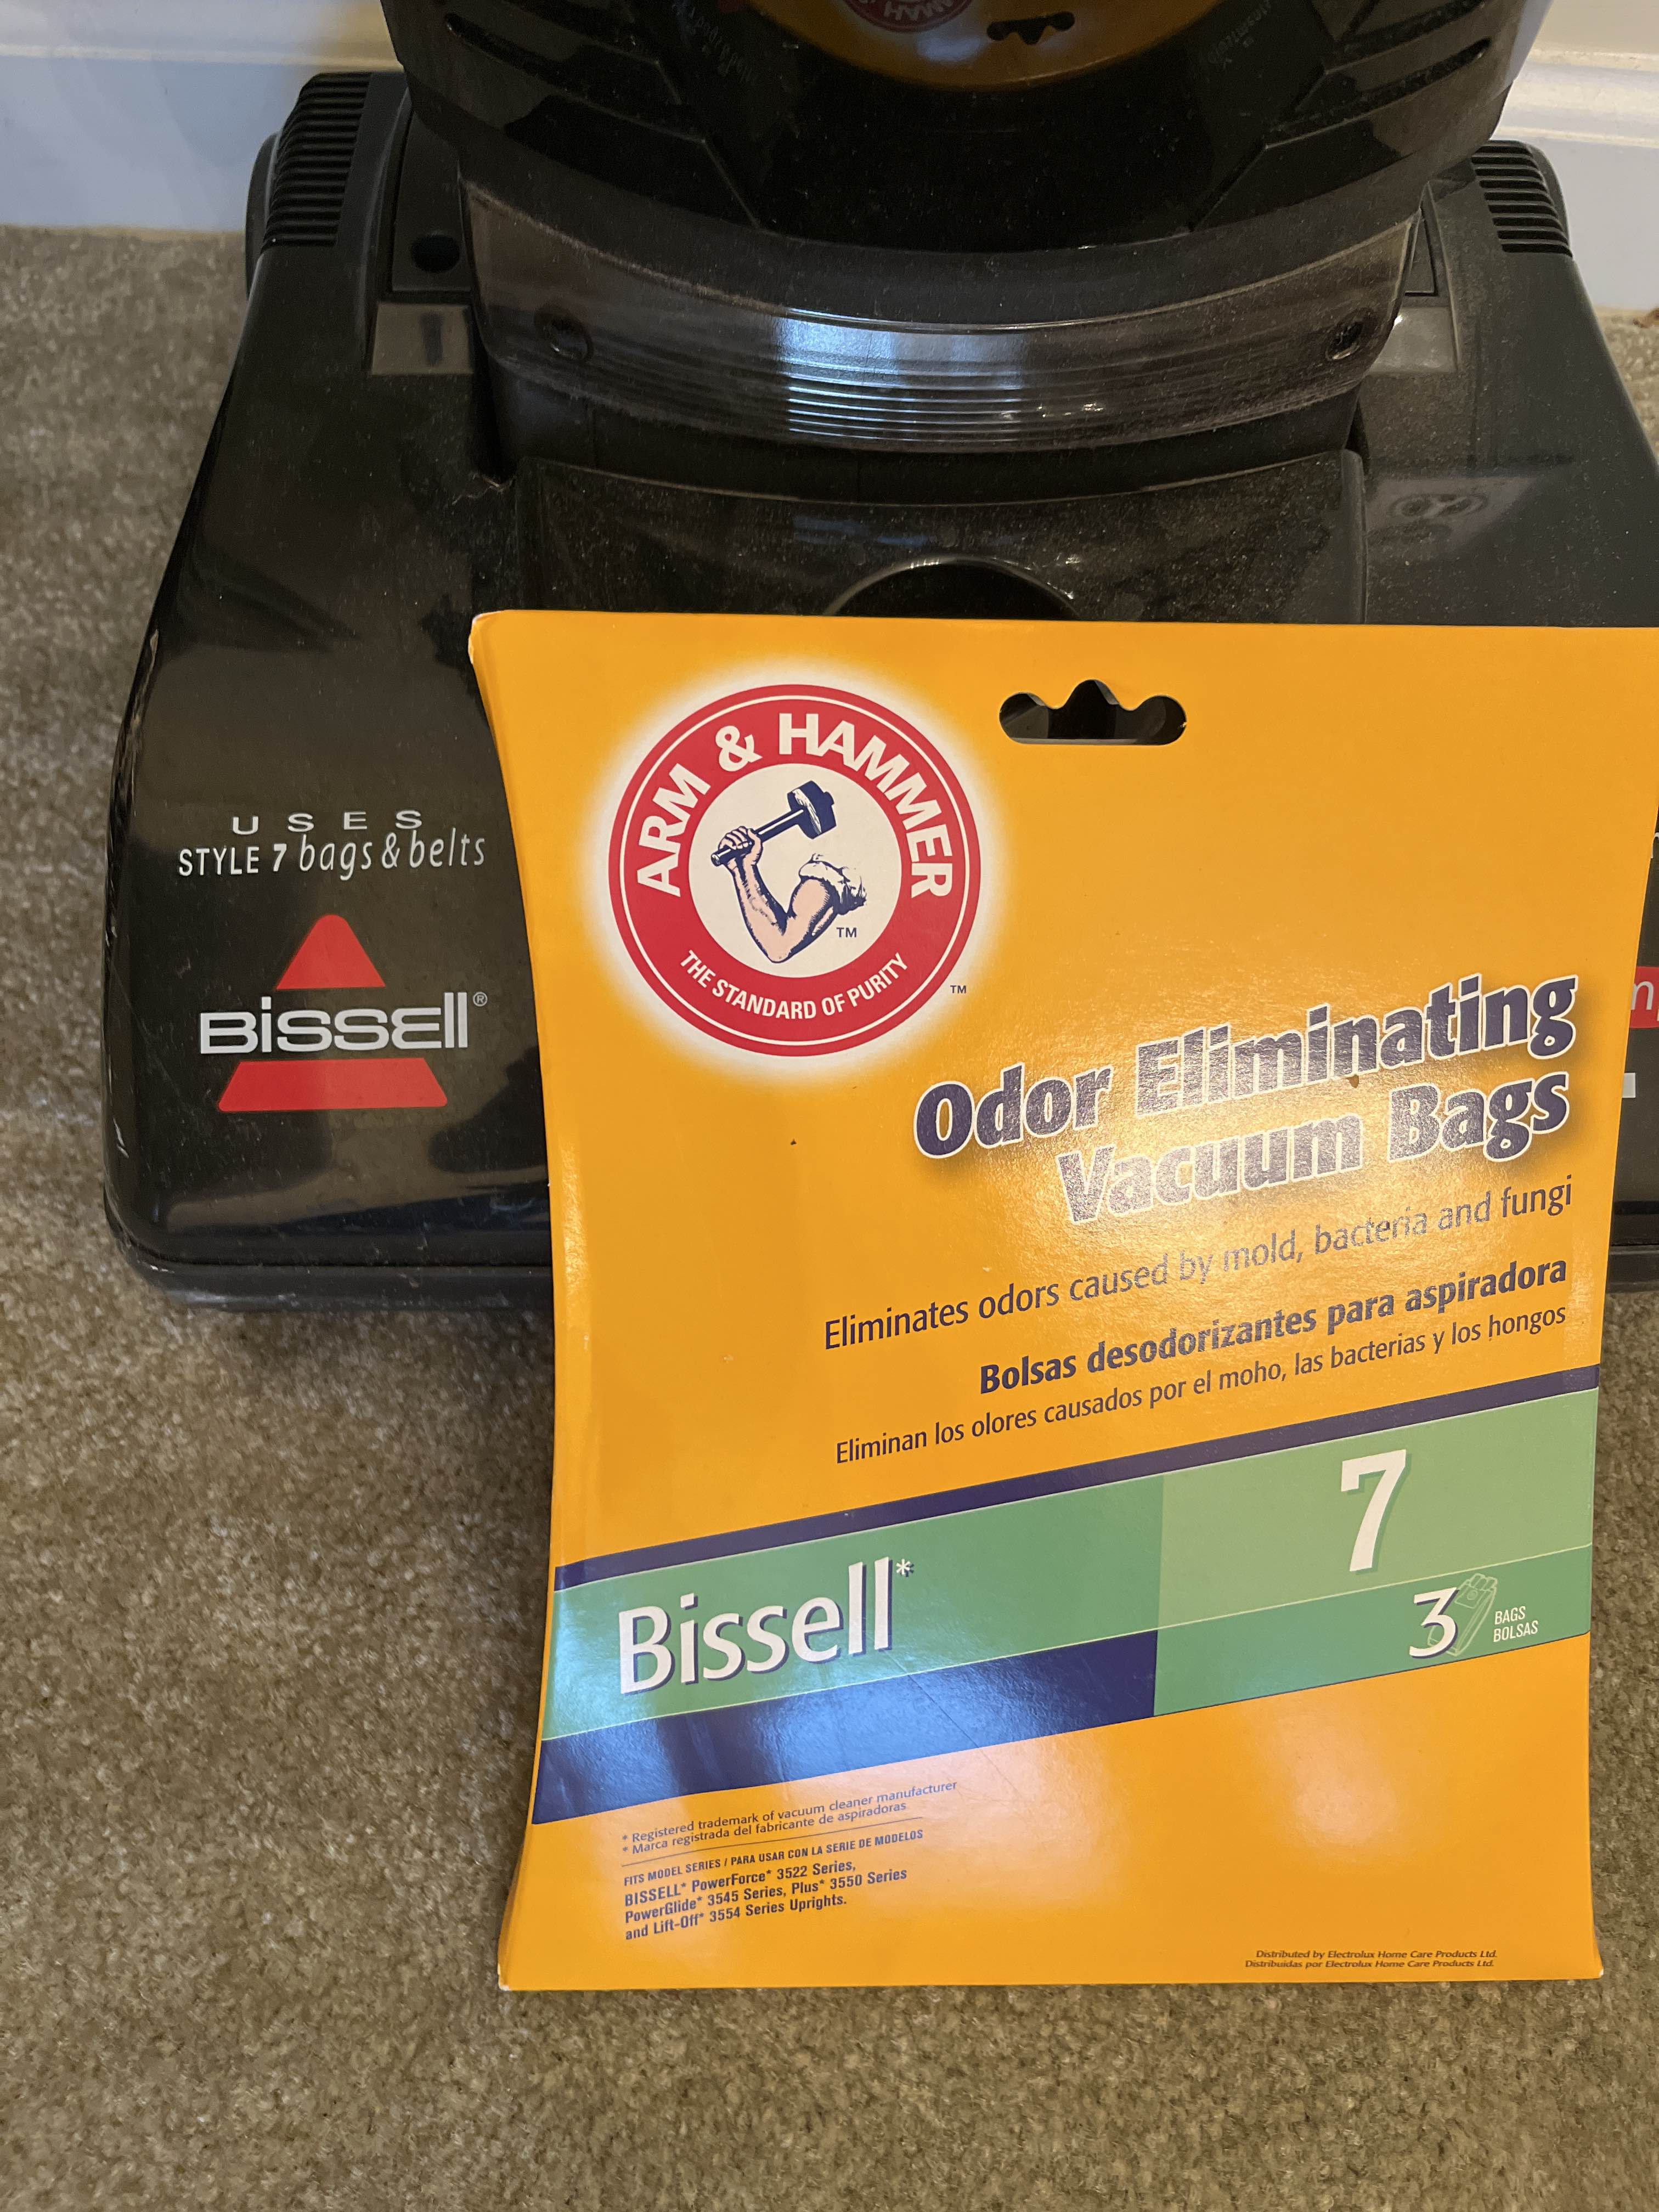 USES
STYLE 7 bags & belts
BISSELL®
ARM & HAMMER
THE STANDARD OF PURITY
TM
TM
Odor Eliminating
Vacuum Bags
Eliminates odors caused by mold, bacteria and fungi
Bolsas desodorizantes para aspiradora
Eliminan los olores causados por el moho, las bacterias y los hongos
7
Bissell*
3 BAGS
BOLSAS
* Registered trademark of vacuum cleaner manufacturer
* Marca registrada del fabricante de aspiradoras
FITS MODEL SERIES / PARA USAR CON LA SERIE DE MODELOS
BISSELL* PowerForce* 3522 Series,
PowerGlide* 3545 Series, Plus* 3550 Series
and Lift-Off* 3554 Series Uprights.
Distributed by Electrolux Home Care Products Ltd.
Distribuidas por Electrolux Home Care Products Ltd.